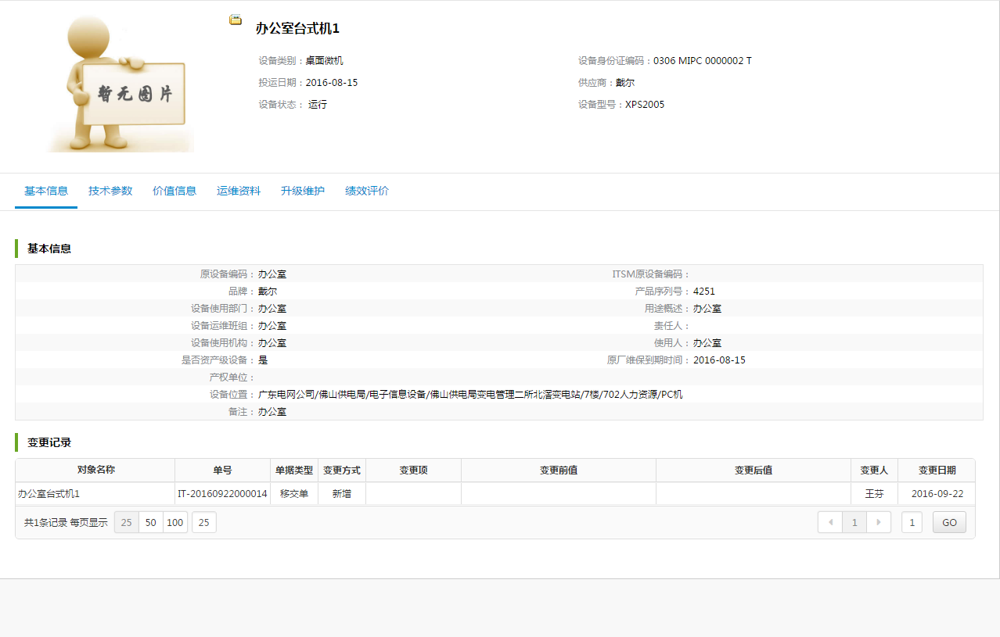 暂无图片
办公室台式机1
设备类别：桌面微机 设备身份证编码：0306 MIPC 0000002 T
投运日期：2016-08-15 供应商：戴尔
设备状态： 运行 设备型号：XPS2005
基本信息 技术参数 价值信息 运维资料 升级维护 绩效评价
基本信息
原设备编码： 办公室 ITSM原设备编码：
品牌： 戴尔 产品序列号： 4251
设备使用部门： 办公室 用途概述： 办公室
设备运维班组： 办公室 责任人：
设备使用机构： 办公室 使用人： 办公室
是否资产级设备： 是 原厂维保到期时间： 2016-08-15
产权单位：
设备位置： 广东电网公司/佛山供电局/电子信息设备/佛山供电局变电管理二所北滘变电站/7楼/702人力资源/PC机
备注： 办公室
变更记录
对象名称 单号 单据类型 变更方式 变更项 变更前值 变更后值 变更人 变更日期
办公室台式机1 IT-20160922000014 移交单 新增 王芬 2016-09-22
共1条记录 每页显示 25 50 100 25 1 1 GO